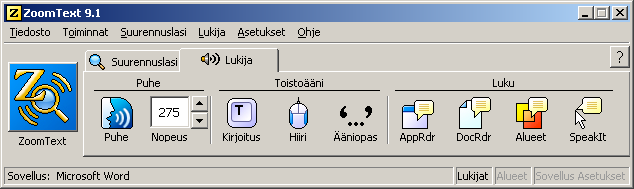 ZoomText 9.1
Tiedosto Toiminnat Suurennuslasi Lukija Asetukset Ohje
Suurennuslasi Lukija ?
Puhe Toistoääni Luku
275
T
Puhe Nopeus Kirjoitus Hiiri Ääniopas AppRdr DocRdr Alueet SpeakIt
ZoomText
Sovellus: Microsoft Word Lukijat Alueet Sovellus Asetukset